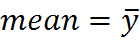 mean = ȳ